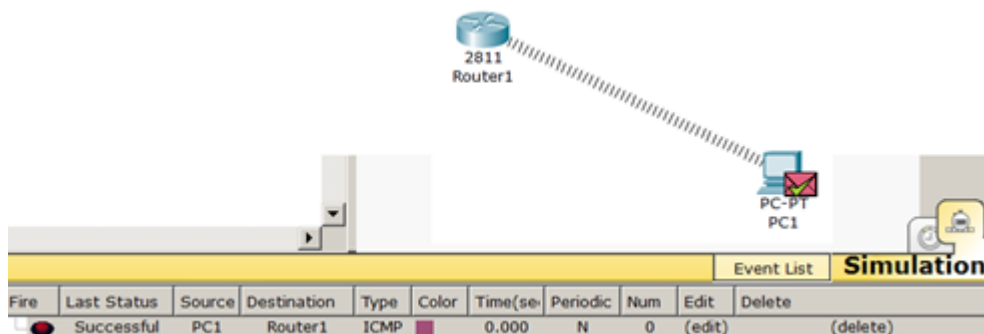 2811
Router1
PC-PT
PC1
Event List Simulation
Fire Last Status Source Destination Type Color Time(se Periodic Num Edit Delete
Successful PC1 Router1 ICMP 0.000 N 0 (edit) (delete)